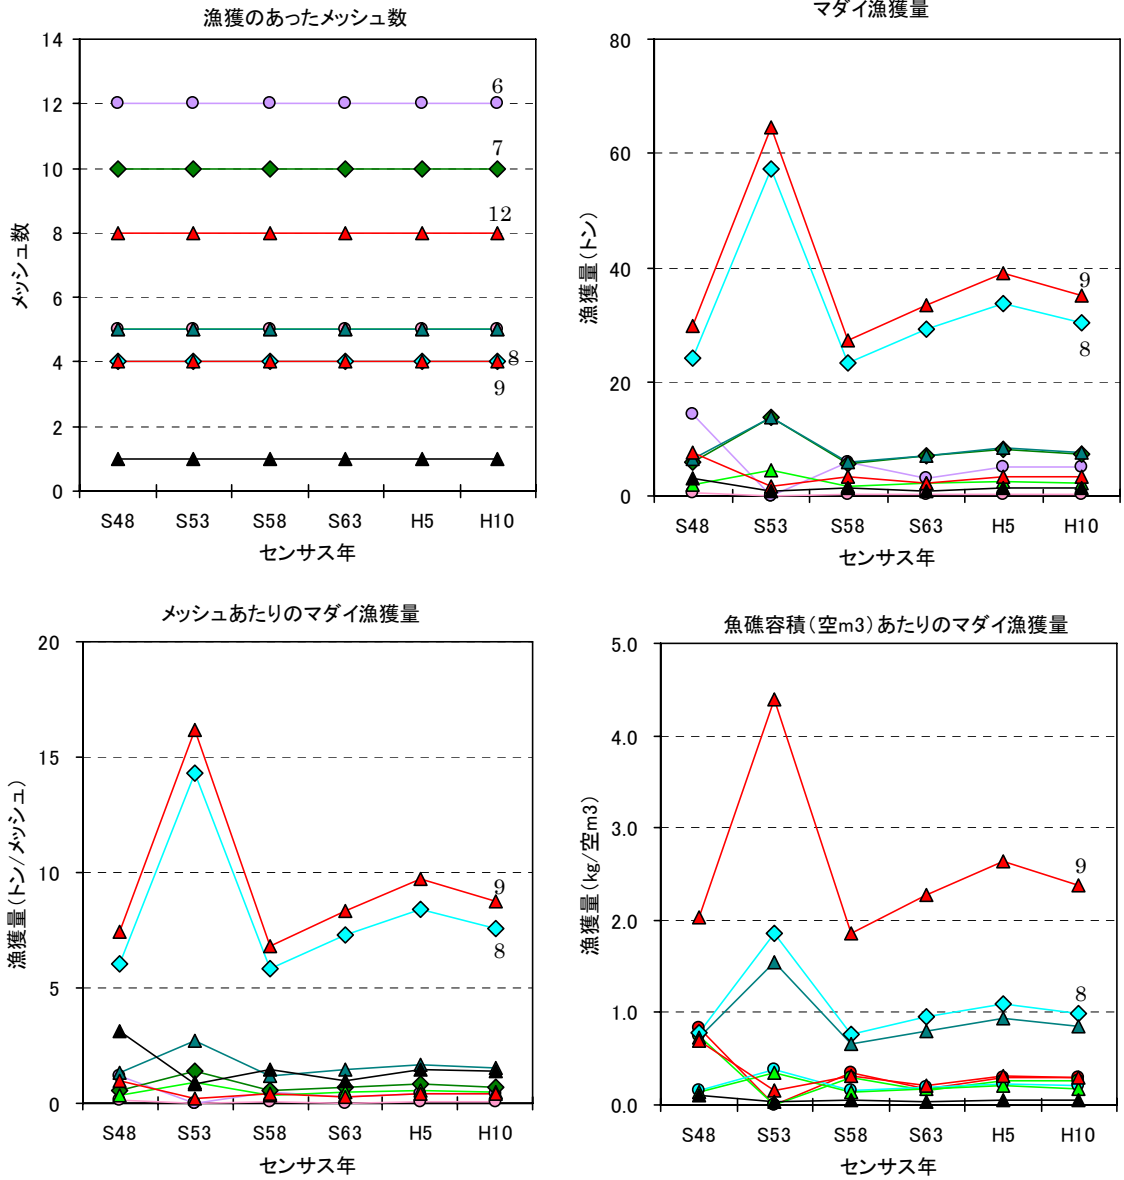 漁獲のあったメッシュ数
14
12
10
8
6
4
2
0
メッシュ数
6
7
12
8
9
S48 S53 S58 S63 H5 H10
センサス年
マダイ漁獲量
80
60
40
20
0
漁獲量(トン)
9
8
S48 S53 S58 S63 H5 H10
センサス年
メッシュあたりのマダイ漁獲量
20
15
10
5
0
漁獲量(トン/メッシュ)
9
8
S48 S53 S58 S63 H5 H10
センサス年
魚礁容積(空m3)あたりのマダイ漁獲量
5.0
4.0
3.0
2.0
1.0
0.0
漁獲量(kg/空m3)
9
8
S48 S53 S58 S63 H5 H10
センサス年